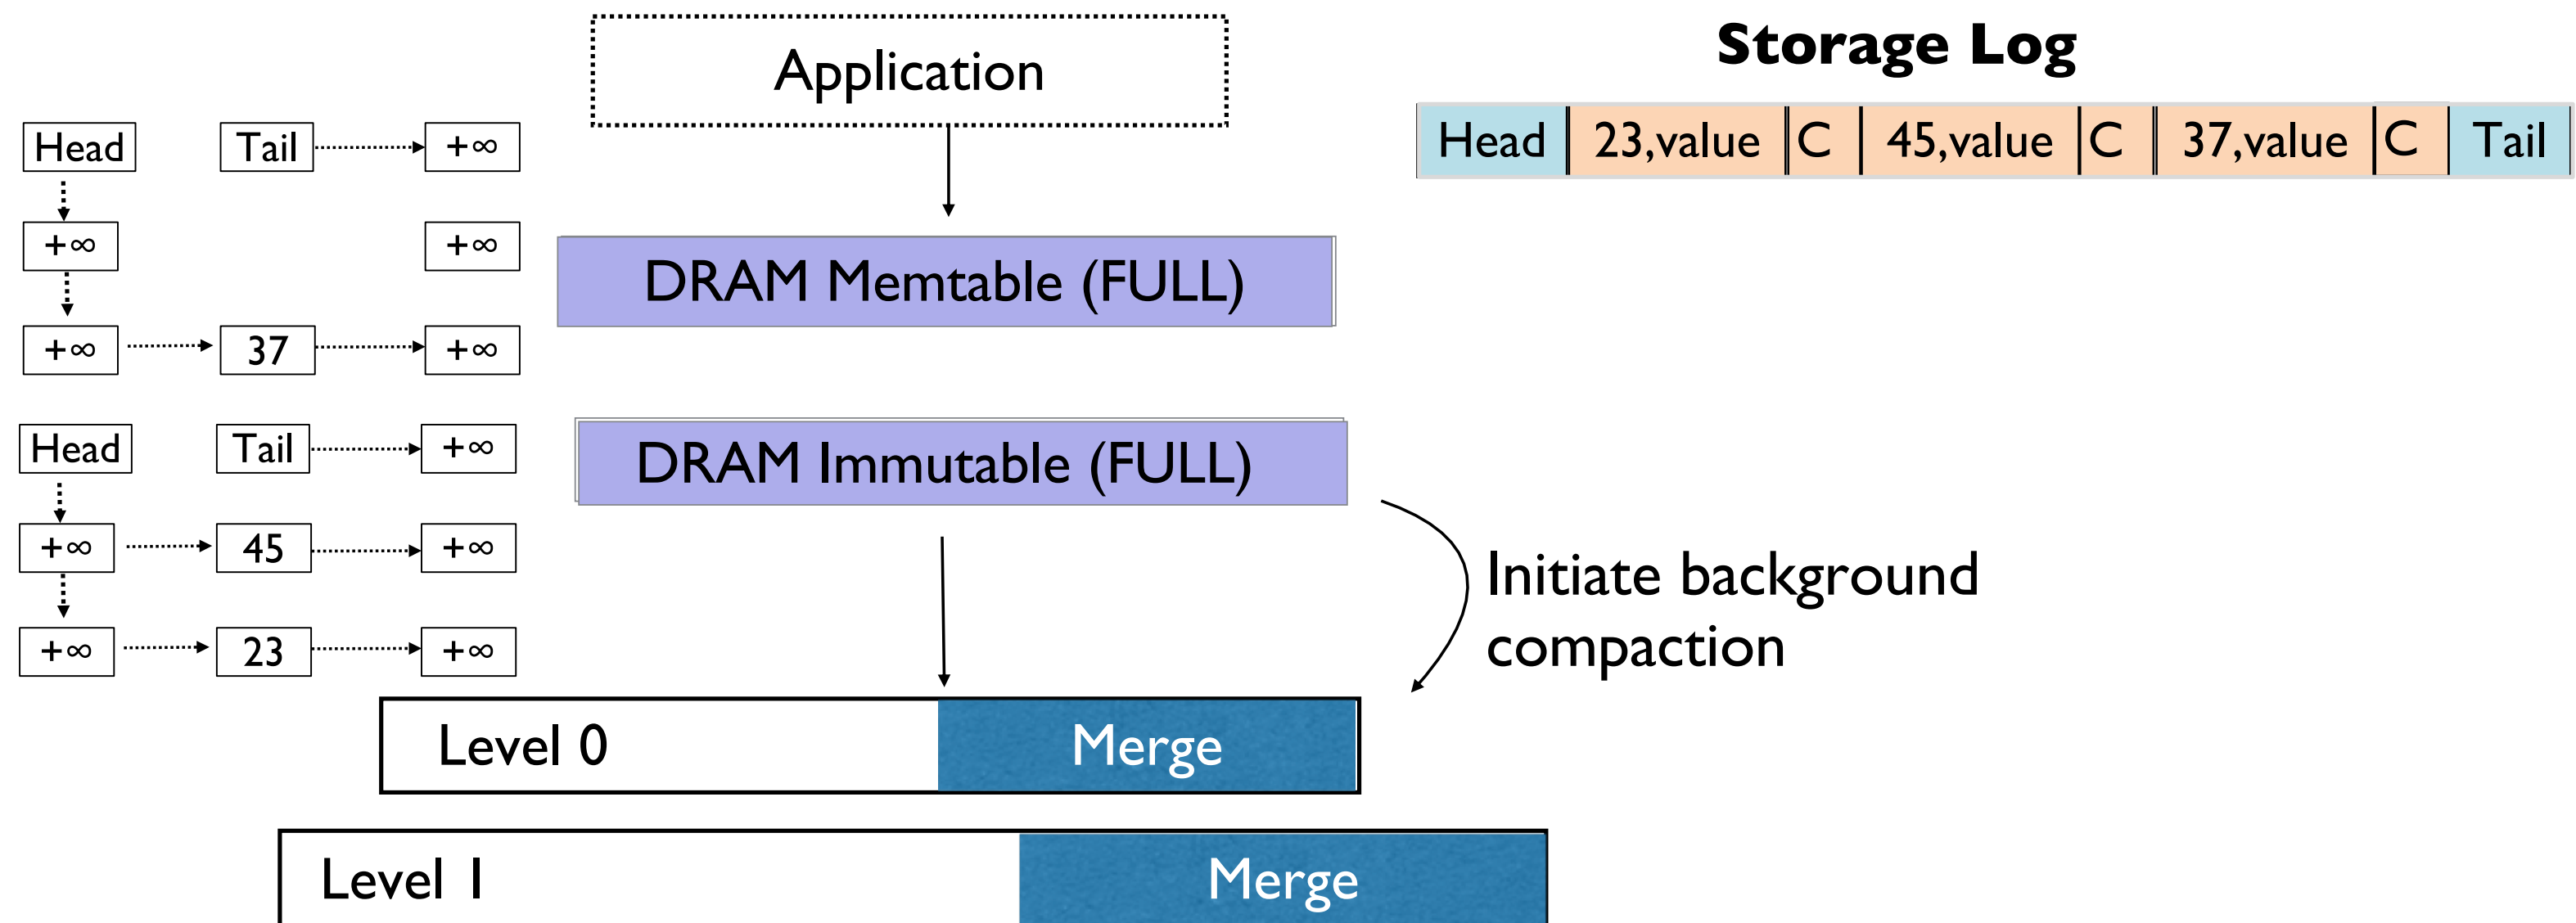 Application
Storage Log
Head 23,value C 45,value C 37,value C Tail
Head Tail +∞
+∞ +∞
+∞ 37 +∞
DRAM Memtable (FULL)
Head Tail +∞
+∞ 45 +∞
+∞ 23 +∞
DRAM Immutable (FULL)
Initiate background
compaction
Level 0 Merge
Level 1 Merge